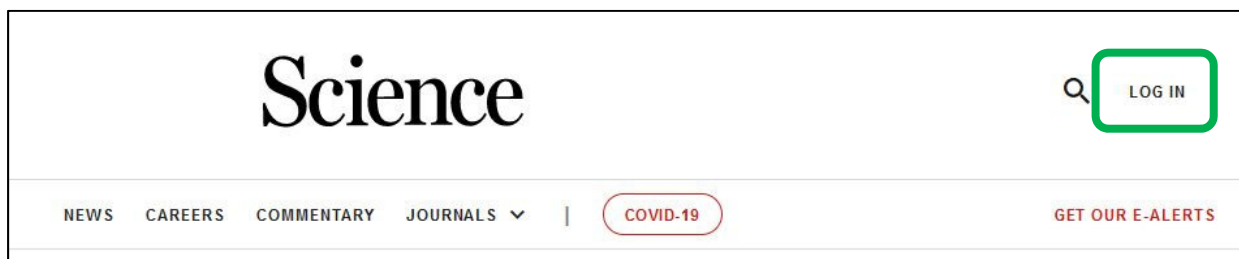 Science
LOG IN
NEWS CAREERS COMMENTARY JOURNALS | COVID-19 GET OUR E-ALERTS